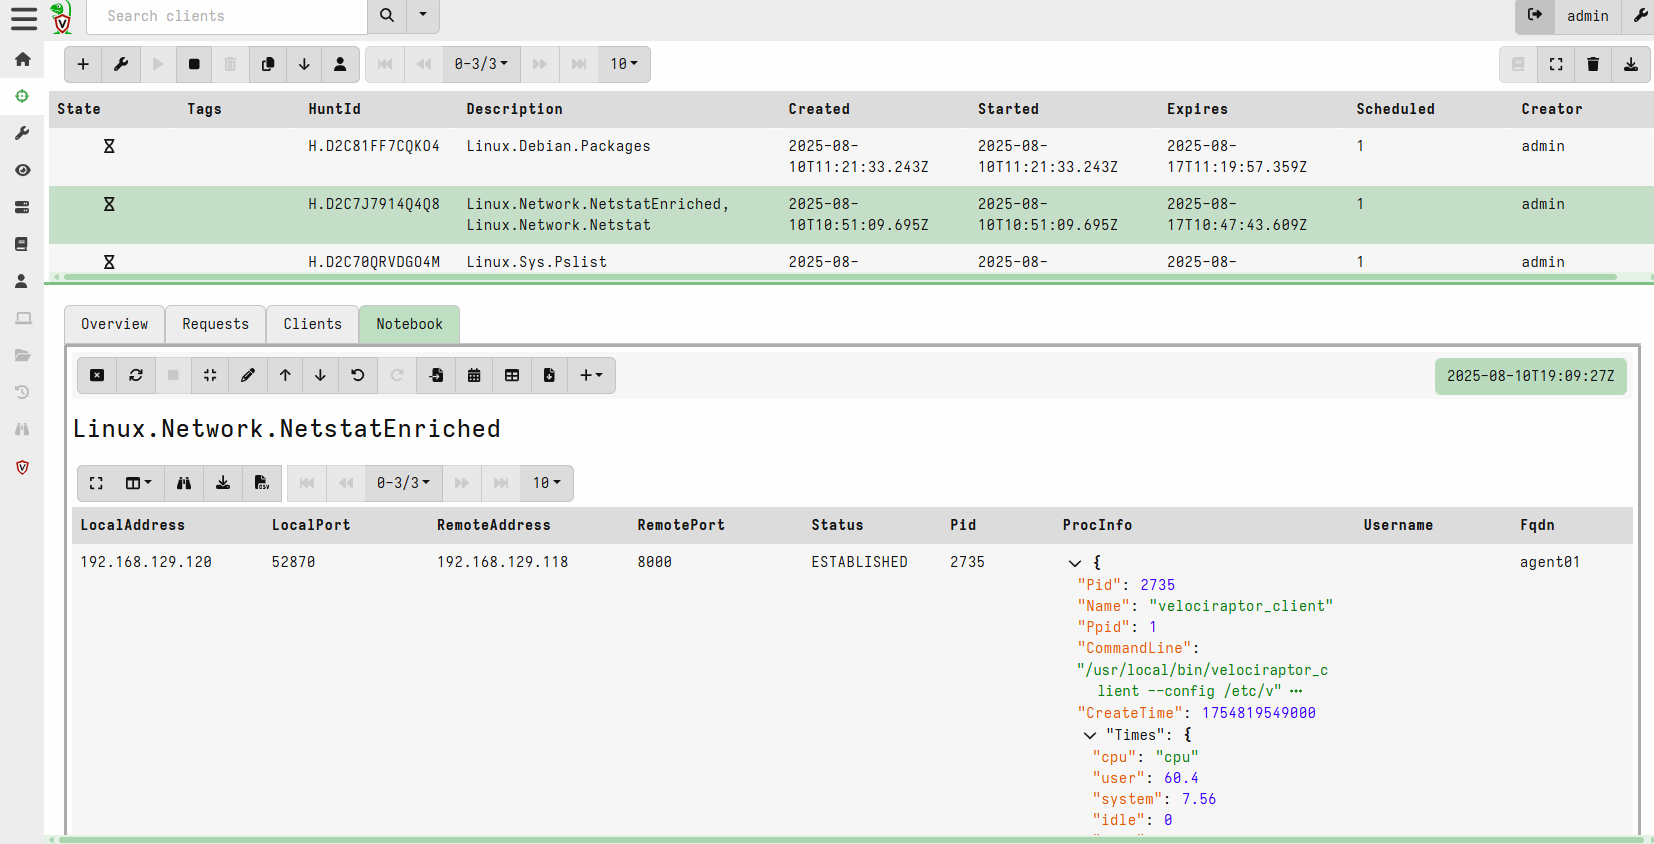 Search clients
admin
0-3/3
10
State Tags HuntId Description Created Started Expires Scheduled Creator
H.D2C81FF7CQKO4 Linux.Debian.Packages 2025-08- 2025-08- 2025-08- 1 admin
10T11:21:33.243Z 10T11:21:33.243Z 17T11:19:57.359Z
H.D2C7J7914Q4Q8 Linux.Network.NetstatEnriched, 2025-08- 2025-08- 2025-08- 1 admin
Linux.Network.Netstat 10T10:51:09.695Z 10T10:51:09.695Z 17T10:47:43.609Z
H.D2C70QRVDGO4M Linux.Sys.Pslist 2025-08- 2025-08- 2025-08- 1 admin
Overview Requests Clients Notebook
2025-08-10T19:09:27Z
Linux.Network.NetstatEnriched
CSV
0-3/3
10
LocalAddress LocalPort RemoteAddress RemotePort Status Pid ProcInfo Username Fqdn
192.168.129.120 52870 192.168.129.118 8000 ESTABLISHED 2735 { agent01
"Pid": 2735
"Name": "velociraptor_client"
"Ppid": 1
"CommandLine":
"/usr/local/bin/velociraptor_c
lient --config /etc/v" ···
"CreateTime": 1754819549000
"Times": {
"cpu": "cpu"
"user": 60.4
"system": 7.56
"idle": 0